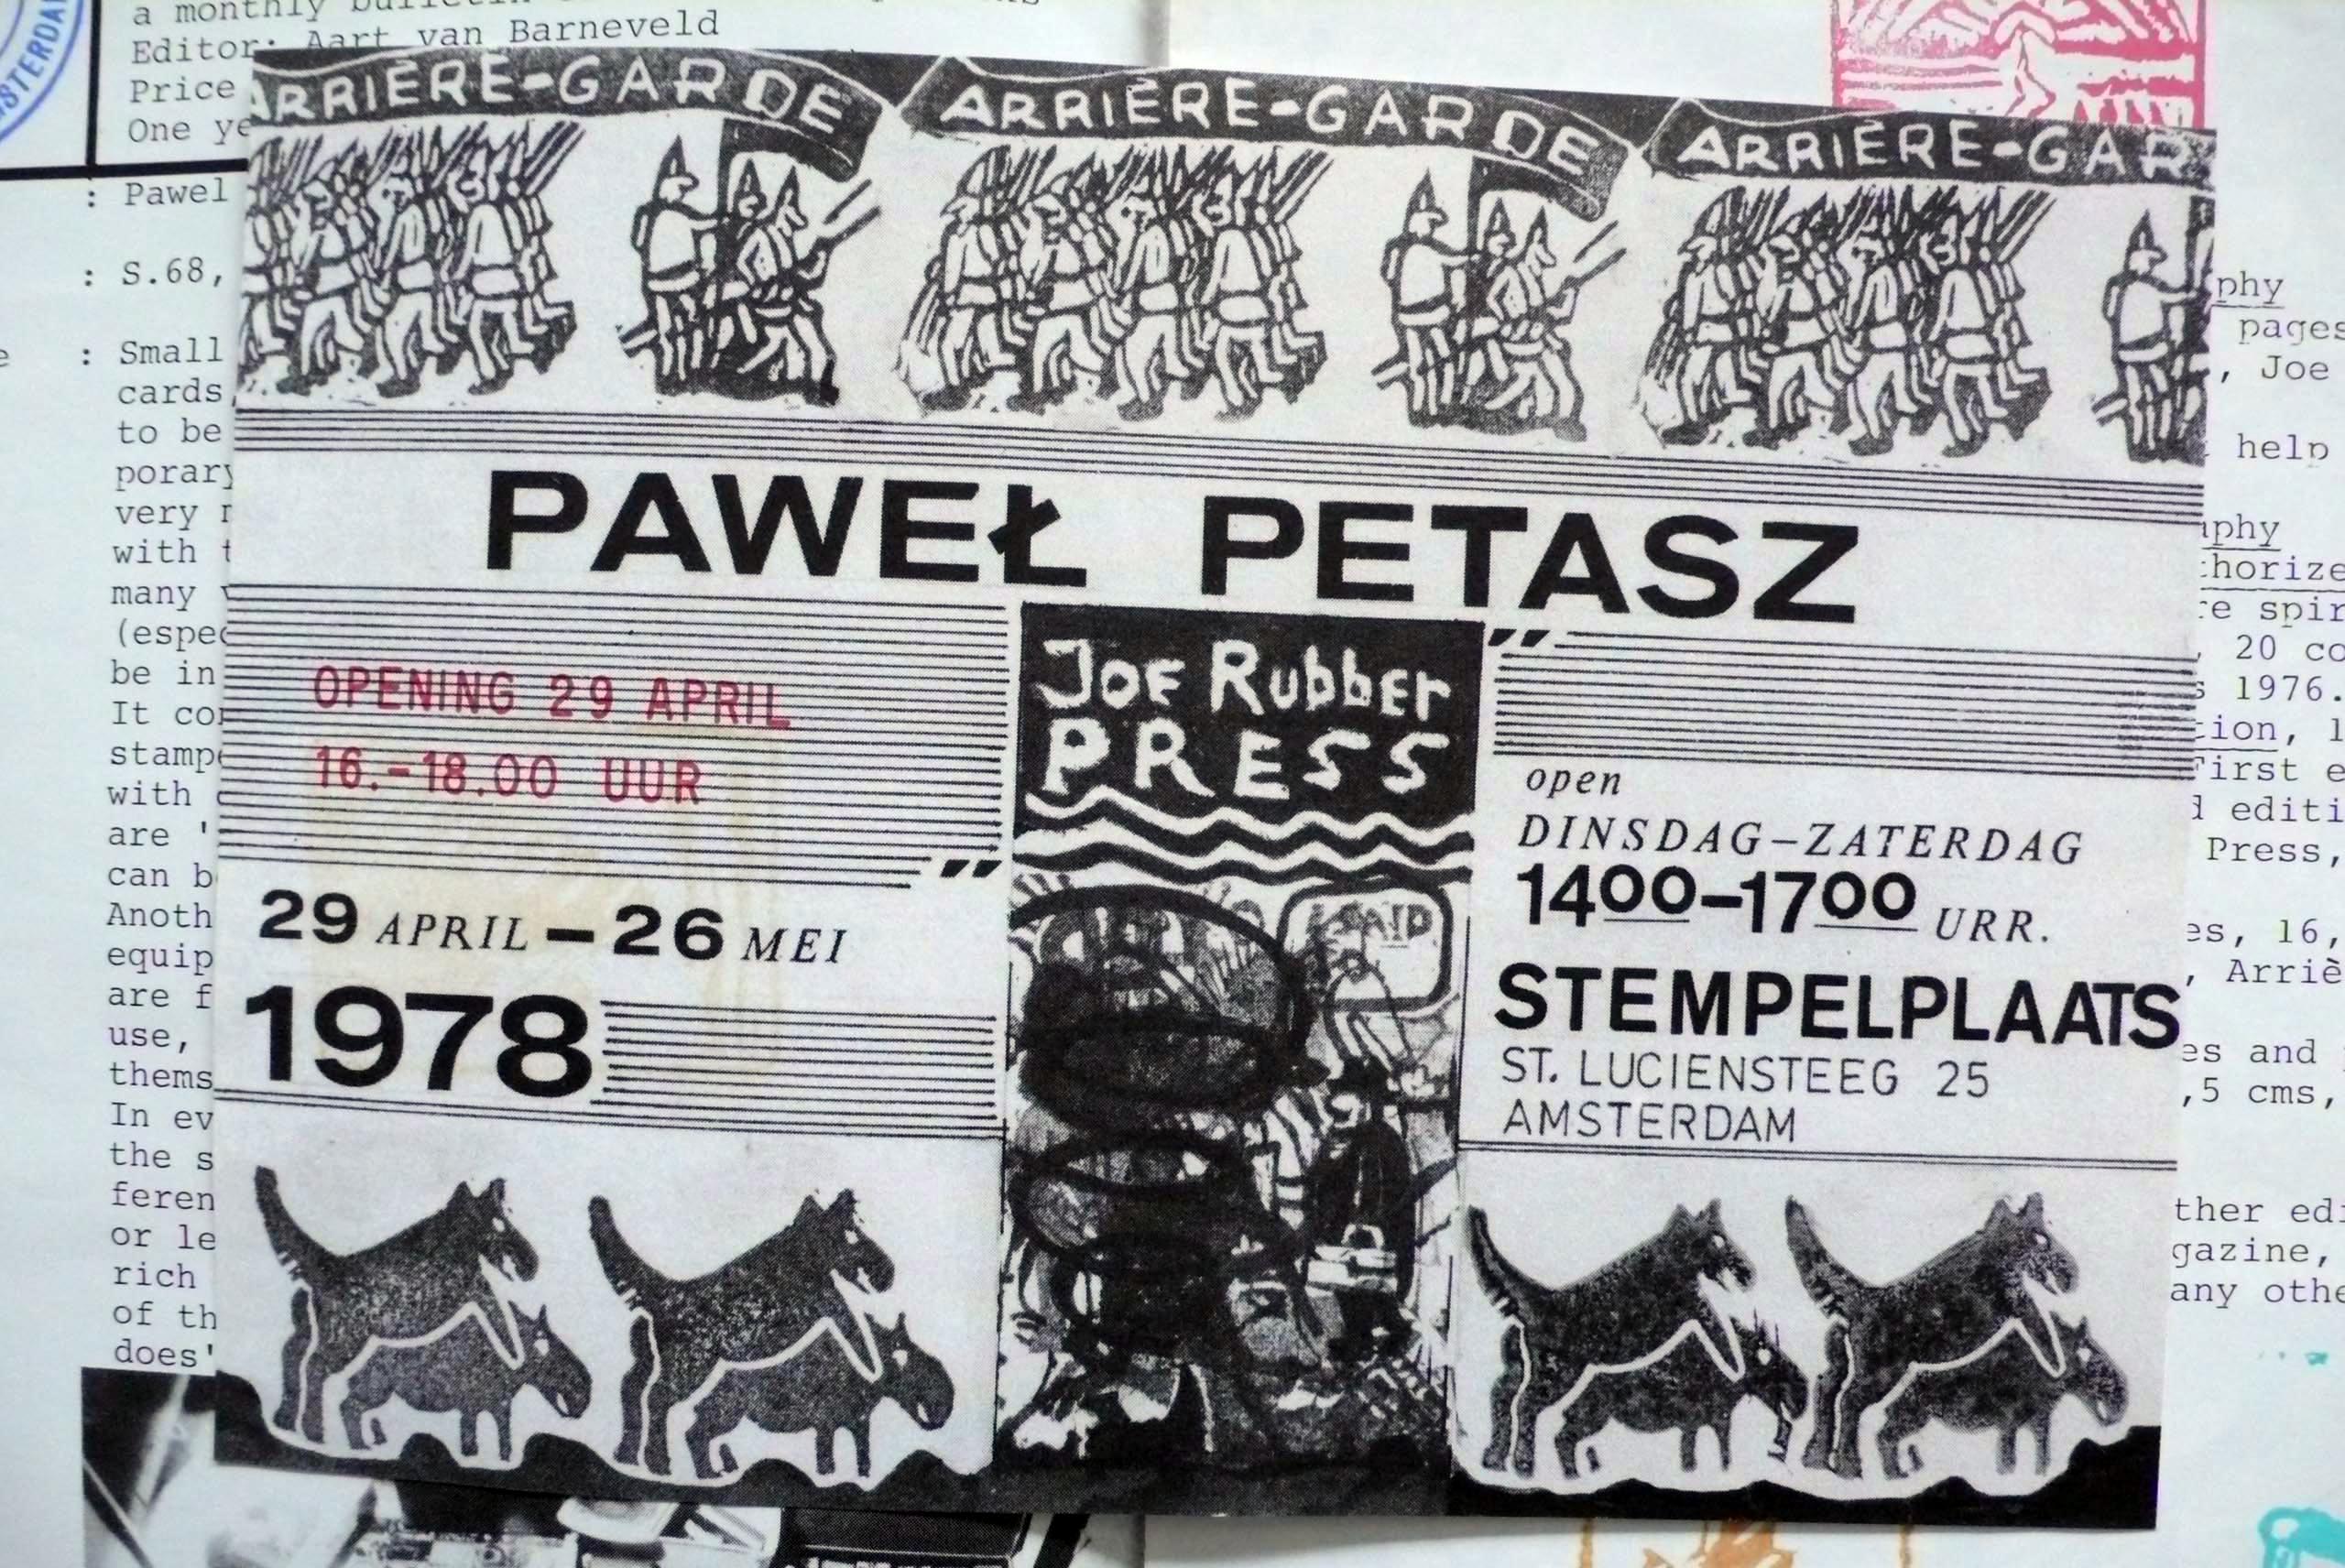 STERDA
a monthly
Editor: Aart van Barneveld
Price
One ye
: Pawel
: S.68,
: Small
cards,
to be
porary
very
with t
many
(espec
be in
It co
stamp
with
are '
can b
Anoth
equip
are f
use,
thems
In ev
the s
feren
or le
rich
of th
does'
ARRIÈRE-GARDE ARRIÈRE-GARDE ARRIÈRE-GAR
PAWEŁ PETASZ
OPENING 29 APRIL
16.-18.00 UUR
29 APRIL – 26 MEI
1978
JOE RUBBER
PRESS
open
DINSDAG–ZATERDAG
1400–1700 URR.
STEMPELPLAATS
ST. LUCIENSTEEG 25
AMSTERDAM
phy
pages
, Joe
help
phy
horize
e spir
, 20 co
s 1976.
tion, 1
First e
d editi
Press,
es, 16,
, Arriè
es and
,5 cms,
ther edi
gazine,
any othe